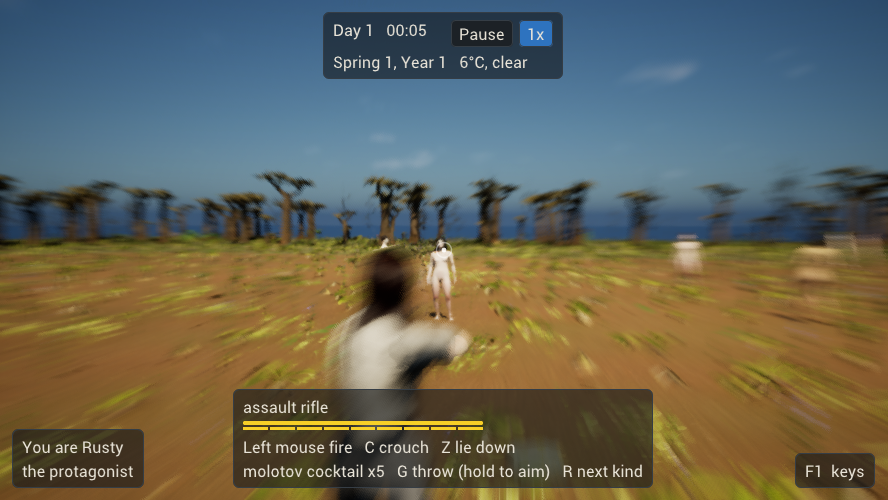 Day 1 00:05 Pause 1x
Spring 1, Year 1 6°C, clear
assault rifle
Left mouse fire C crouch Z lie down
molotov cocktail x5 G throw (hold to aim) R next kind
You are Rusty
the protagonist
F1 keys